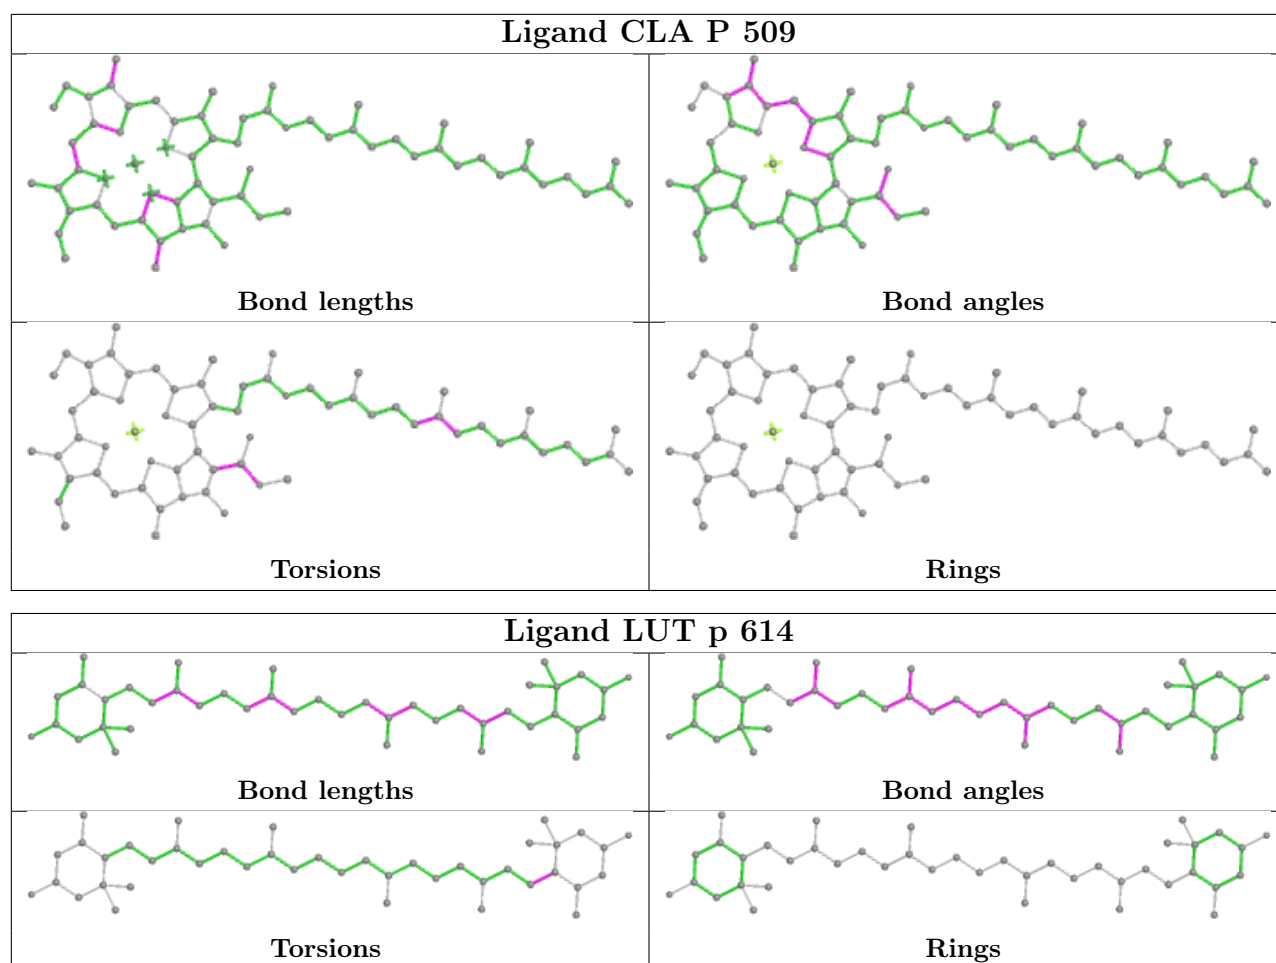 Ligand CLA P 509
Bond lengths
Bond angles
Torsions
Rings
Ligand LUT p 614
Bond lengths
Bond angles
Torsions
Rings